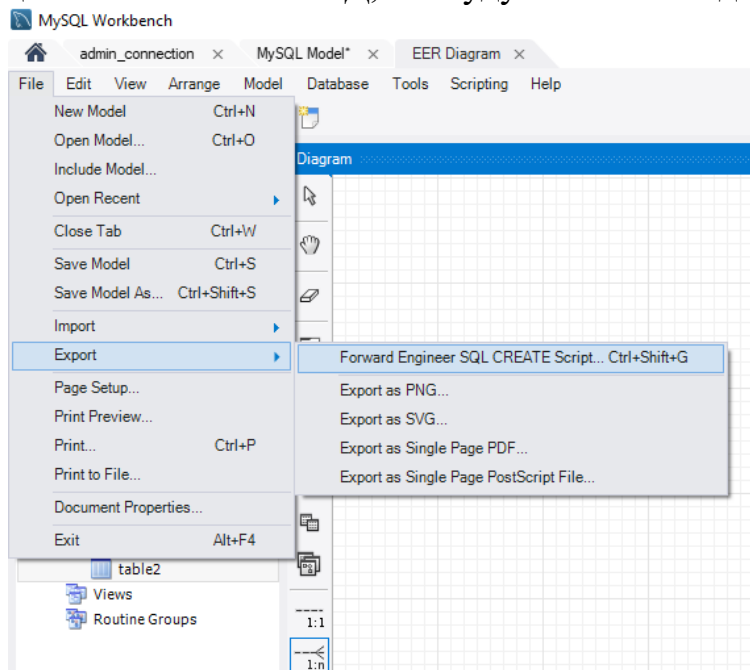 MySQL Workbench
admin_connection × MySQL Model* × EER Diagram ×
File Edit View Arrange Model Database Tools Scripting Help
New Model Ctrl+N
Open Model... Ctrl+O
Include Model...
Diagram
Open Recent
Close Tab Ctrl+W
Save Model Ctrl+S
Save Model As... Ctrl+Shift+S
Import
Export
Forward Engineer SQL CREATE Script... Ctrl+Shift+G
Page Setup...
Export as PNG...
Print Preview...
Export as SVG...
Print... Ctrl+P
Export as Single Page PDF...
Print to File...
Export as Single Page PostScript File...
Document Properties...
Exit Alt+F4
table2
Views
Routine Groups
1:1
1:n